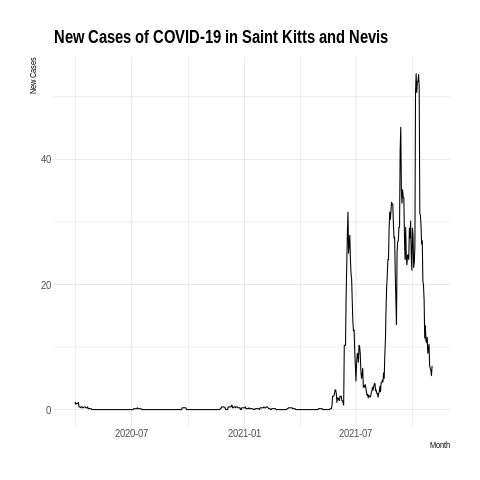 New Cases of COVID-19 in Saint Kitts and Nevis
New Cases
40
20
0
2020-07 2021-01 2021-07
Month